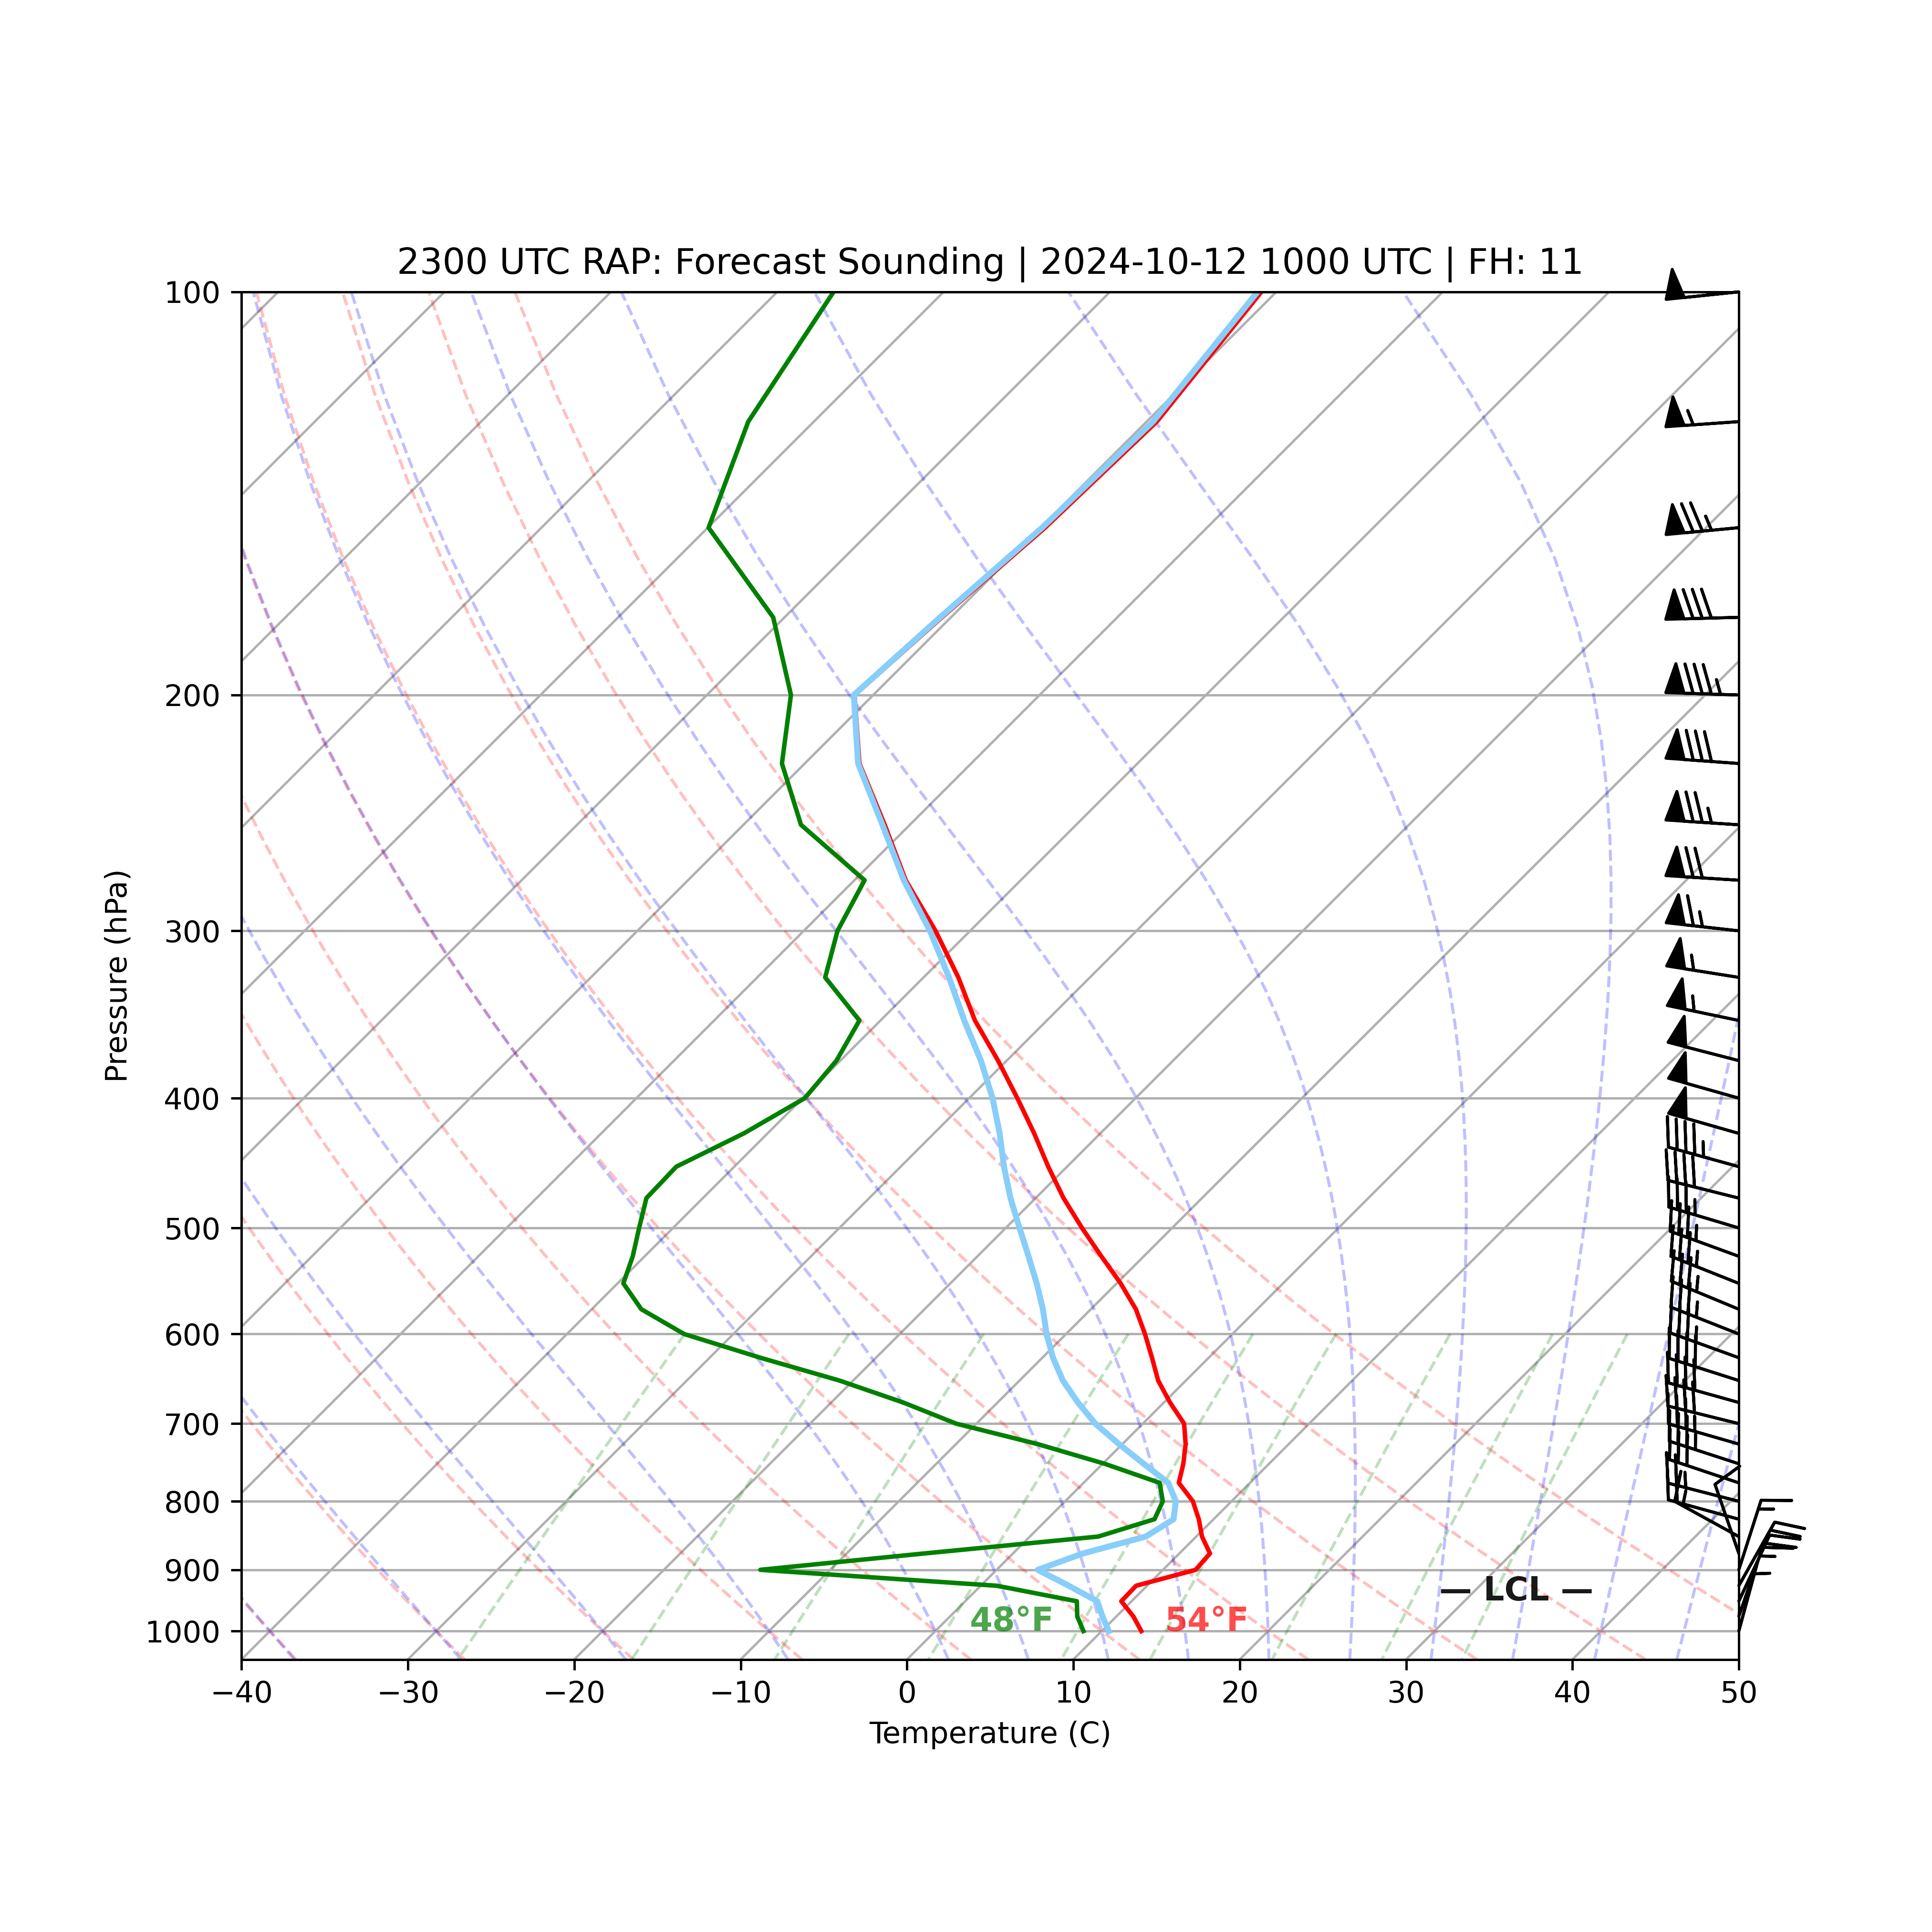 2300 UTC RAP: Forecast Sounding | 2024-10-12 1000 UTC | FH: 11
100
200
300
400
500
600
700
800
900
1000
Pressure (hPa)
— LCL —
48°F
54°F
−40 −30 −20 −10 0 10 20 30 40 50
Temperature (C)